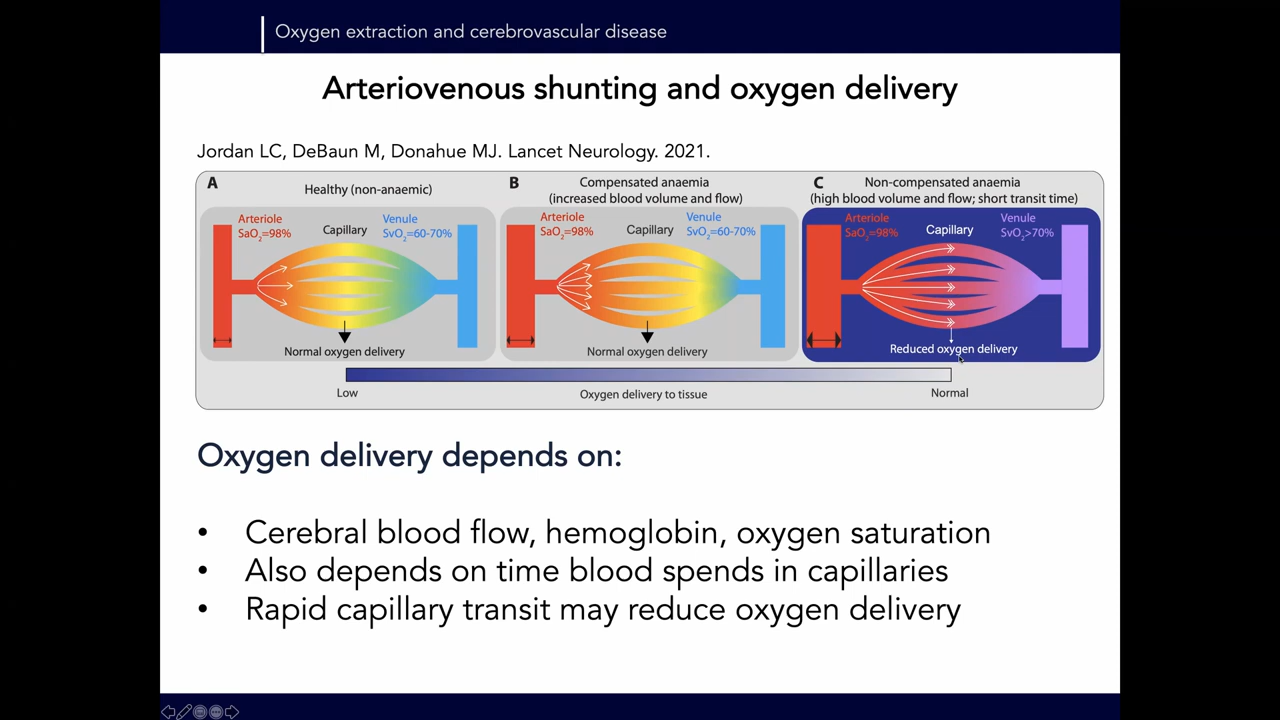 Oxygen extraction and cerebrovascular disease
Arteriovenous shunting and oxygen delivery
Jordan LC, DeBaun M, Donahue MJ. Lancet Neurology. 2021.
A
Healthy (non-anaemic)
Arteriole
SaO2=98%
Capillary
Venule
SvO2=60-70%
Normal oxygen delivery
B
Compensated anaemia
(increased blood volume and flow)
Arteriole
SaO2=98%
Capillary
Venule
SvO2=60-70%
Normal oxygen delivery
C
Non-compensated anaemia
(high blood volume and flow; short transit time)
Arteriole
SaO2=98%
Capillary
Venule
SvO2>70%
Reduced oxygen delivery
Low
Oxygen delivery to tissue
Normal
Oxygen delivery depends on:
• Cerebral blood flow, hemoglobin, oxygen saturation
• Also depends on time blood spends in capillaries
• Rapid capillary transit may reduce oxygen delivery